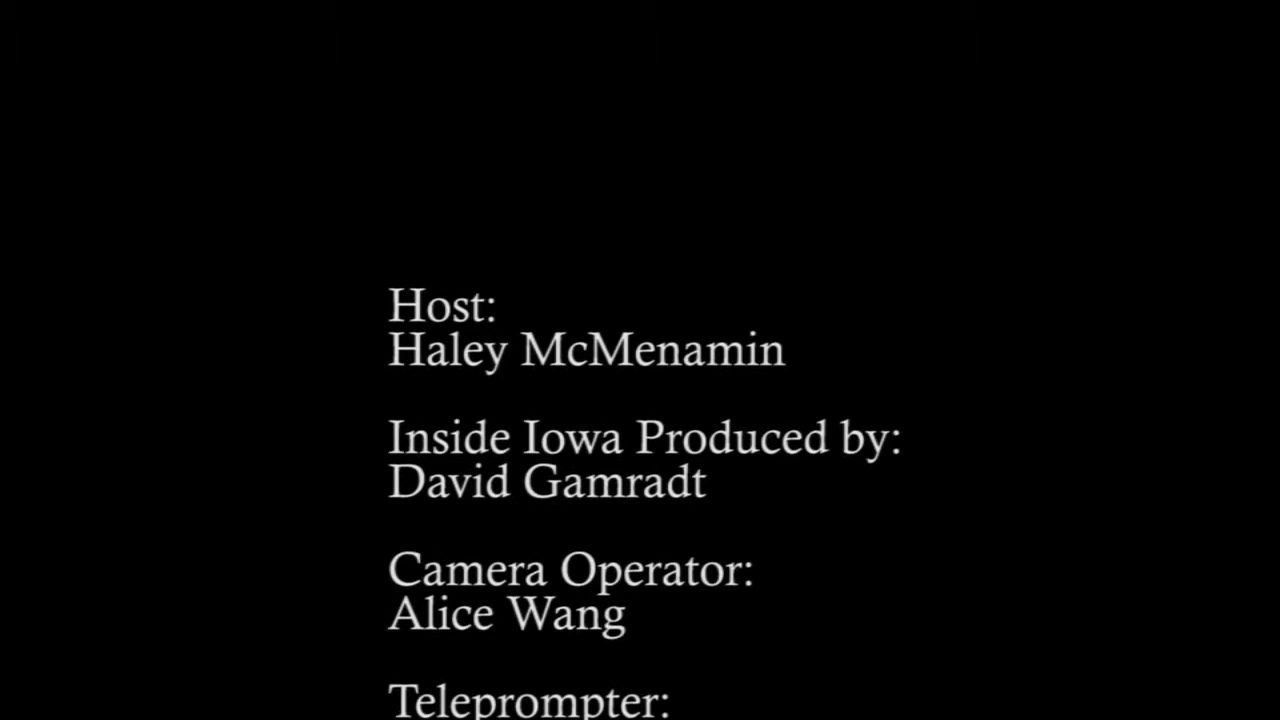 Host:
Haley McMenamin
Inside Iowa Produced by:
David Gamradt
Camera Operator:
Alice Wang
Teleprompter: